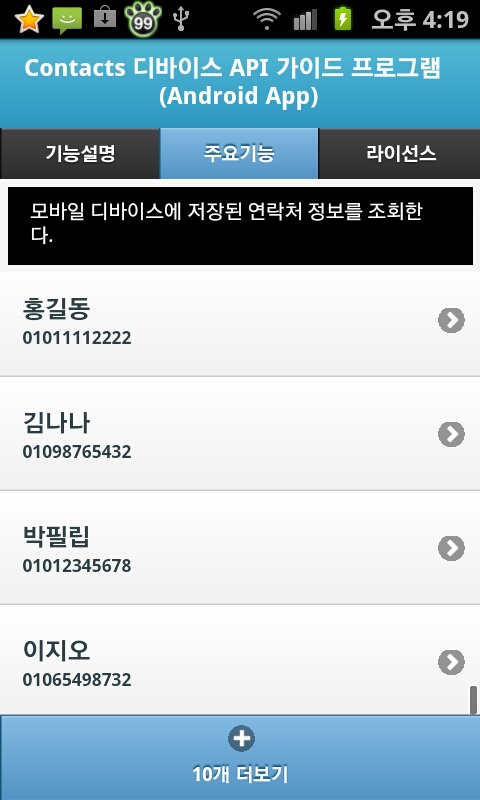 99
오후 4:19
Contacts 디바이스 API 가이드 프로그램
(Android App)
기능설명
주요기능
라이선스
모바일 디바이스에 저장된 연락처 정보를 조회한
다.
홍길동
01011112222
김나나
01098765432
박필립
01012345678
이지오
01065498732
10개 더보기